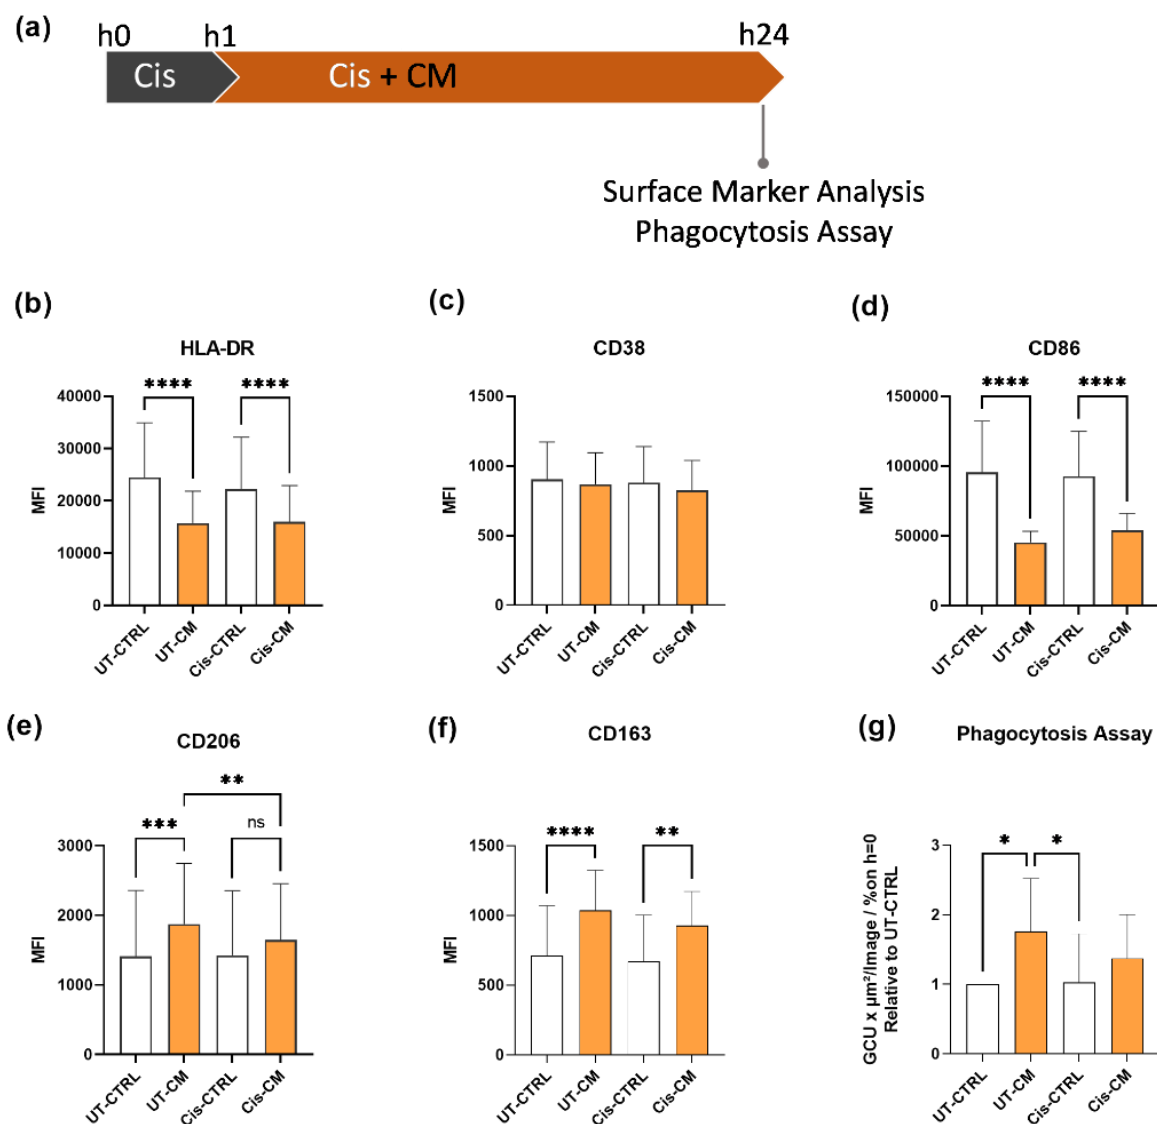 (a)
h0 h1 h24
Cis Cis + CM
Surface Marker Analysis
Phagocytosis Assay
(b)
HLA-DR
**** ****
MFI
40000
30000
20000
10000
0
UT-CTRL
UT-CM
Cis-CTRL
Cis-CM
(c)
CD38
MFI
1500
1000
500
0
UT-CTRL
UT-CM
Cis-CTRL
Cis-CM
(d)
CD86
**** ****
MFI
150000
100000
50000
0
UT-CTRL
UT-CM
Cis-CTRL
Cis-CM
(e)
CD206
**
*** ns
MFI
3000
2000
1000
0
UT-CTRL
UT-CM
Cis-CTRL
Cis-CM
(f)
CD163
**** **
MFI
1500
1000
500
0
UT-CTRL
UT-CM
Cis-CTRL
Cis-CM
(g)
Phagocytosis Assay
* *
GCU x µm²/Image / %on h=0
Relative to UT-CTRL
3
2
1
0
UT-CTRL
UT-CM
Cis-CTRL
Cis-CM